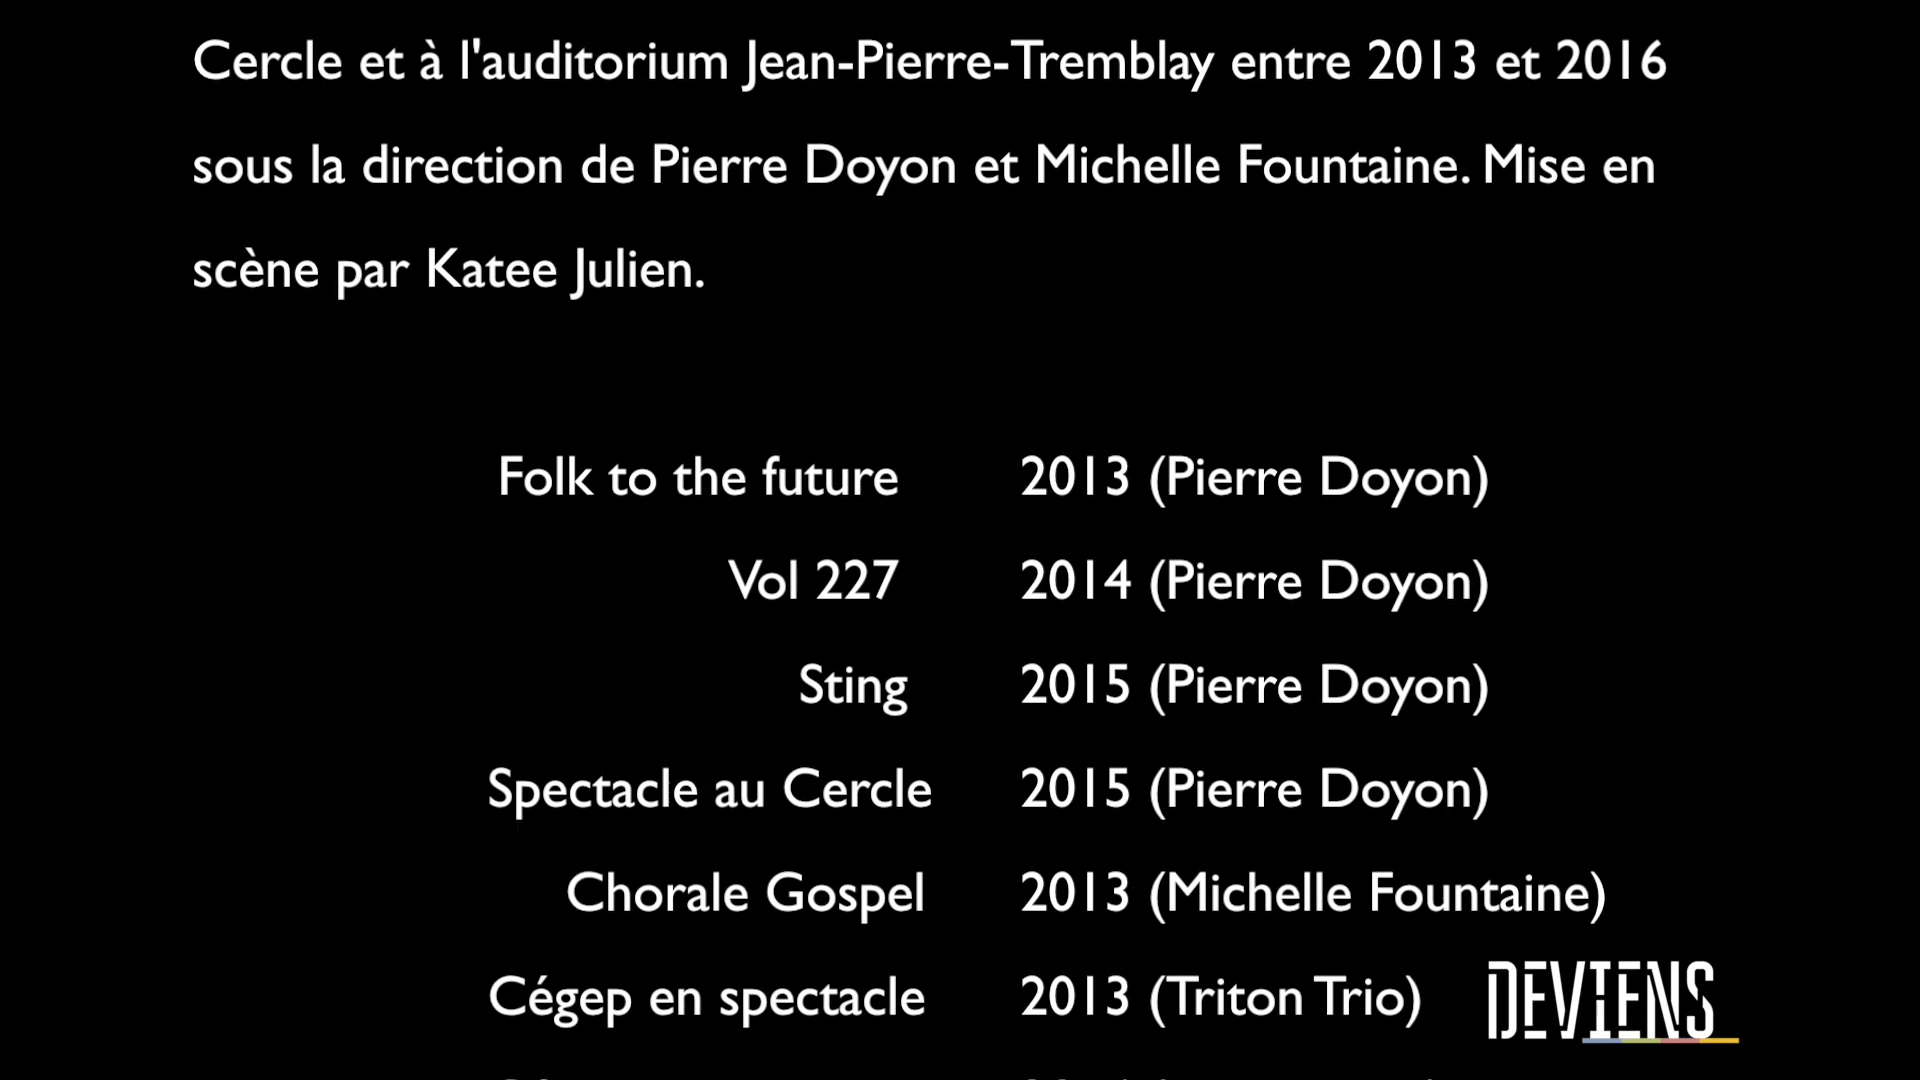 Cercle et à l'auditorium Jean-Pierre-Tremblay entre 2013 et 2016
sous la direction de Pierre Doyon et Michelle Fountaine. Mise en
scène par Katee Julien.
Folk to the future 2013 (Pierre Doyon)
Vol 227 2014 (Pierre Doyon)
Sting 2015 (Pierre Doyon)
Spectacle au Cercle 2015 (Pierre Doyon)
Chorale Gospel 2013 (Michelle Fountaine)
Cégep en spectacle 2013 (Triton Trio)
DEVIENS